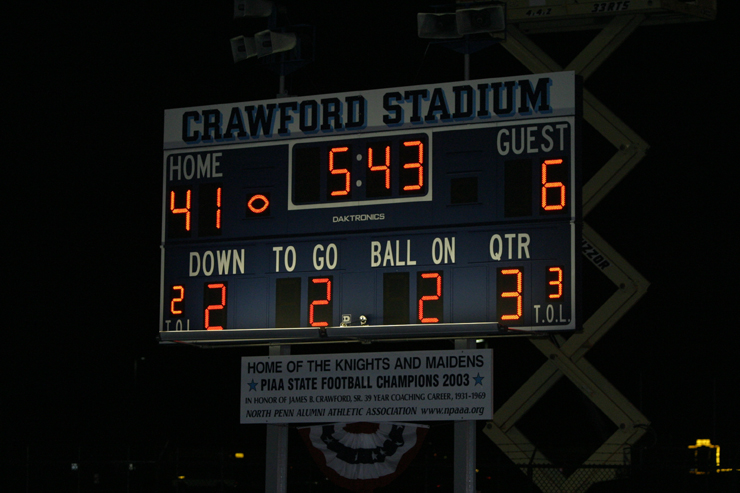 33RTS
CRAWFORD STADIUM
HOME 5:43 GUEST
41 6
DAKTRONICS
DOWN TO GO BALL ON QTR
2 2 2 2 3 3
T.O.L. T.O.L.
HOME OF THE KNIGHTS AND MAIDENS
PIAA STATE FOOTBALL CHAMPIONS 2003
IN HONOR OF JAMES B. CRAWFORD, SR. 39 YEAR COACHING CAREER, 1931-1969
NORTH PENN ALUMNI ATHLETIC ASSOCIATION www.npaaa.org